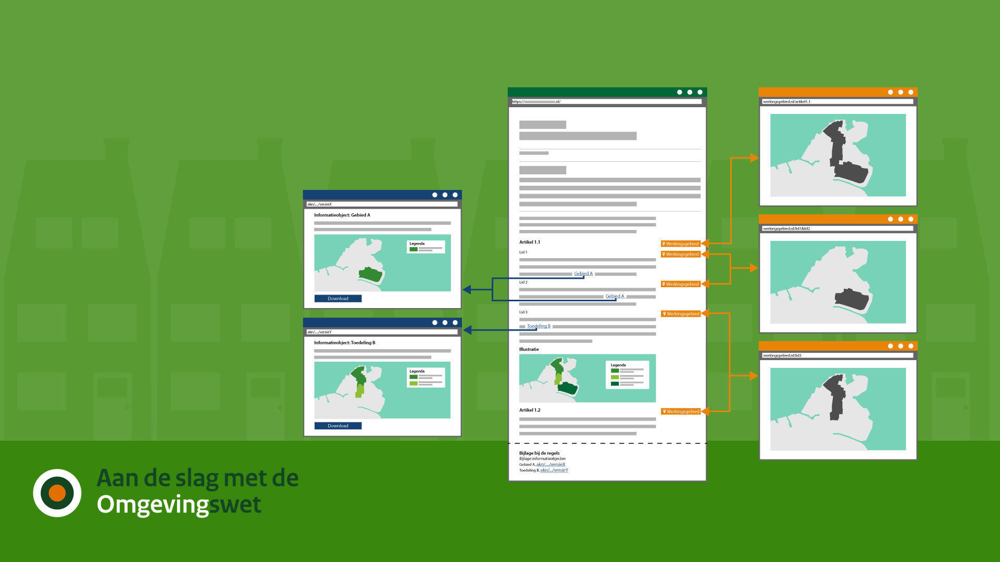 akn/..../versieX
Informatieobject: Gebied A
Legenda
Download
akn/..../versieY
Informatieobject: Toedeling B
Legenda
Download
https:// .nl/
Artikel 1.1
Werkingsgebied
Lid 1
Werkingsgebied
Gebied A
Lid 2
Werkingsgebied
Gebied A
Lid 3
Werkingsgebied
Toedeling B
Illustratie
Legenda
Artikel 1.2
Werkingsgebied
Bijlage bij de regels
Bijlage informatieobjecten
Gebied A, akn/..../versieX
Toedeling B, akn/.../versieY
werkingsgebied.nl/artikel1.1
werkingsgebied.nl/lid1&lid2
werkingsgebied.nl/lid3
Aan de slag met de
Omgevingswet